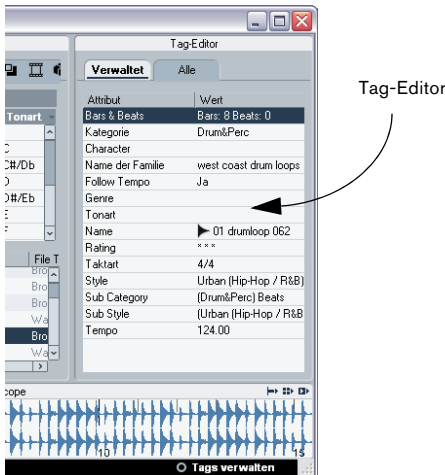 Tag-Editor
Verwaltet Alle
Tag-Editor
Attribut Wert
Bars & Beats Bars: 8 Beats: 0
Kategorie Drum&Perc
Character
Name der Familie west coast drum loops
Follow Tempo Ja
Genre
Tonart
Name 01 drumloop 062
Rating ***
Taktart 4/4
Style Urban (Hip-Hop / R&B)
Sub Category (Drum&Perc) Beats
Sub Style (Urban (Hip-Hop / R&B
Tempo 124.00
Tonart
C
C#/Db
D
D#/Eb
E
F
File T
Bro
Bro
Bro
Wa
Bro
Wa
cope
10 15
Tags verwalten